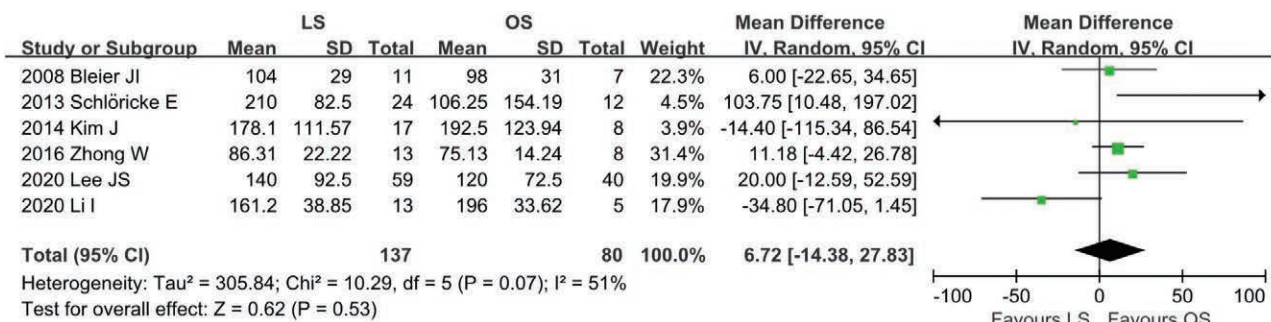 LS OS Mean Difference Mean Difference
Study or Subgroup Mean SD Total Mean SD Total Weight IV, Random, 95% CI IV, Random, 95% CI
2008 Bleier JI 104 29 11 98 31 7 22.3% 6.00 [-22.65, 34.65]
2013 Schlöricke E 210 82.5 24 106.25 154.19 12 4.5% 103.75 [10.48, 197.02]
2014 Kim J 178.1 111.57 17 192.5 123.94 8 3.9% -14.40 [-115.34, 86.54]
2016 Zhong W 86.31 22.22 13 75.13 14.24 8 31.4% 11.18 [-4.42, 26.78]
2020 Lee JS 140 92.5 59 120 72.5 40 19.9% 20.00 [-12.59, 52.59]
2020 Li I 161.2 38.85 13 196 33.62 5 17.9% -34.80 [-71.05, 1.45]
Total (95% CI) 137 80 100.0% 6.72 [-14.38, 27.83]
Heterogeneity: Tau² = 305.84; Chi² = 10.29, df = 5 (P = 0.07); I² = 51%
Test for overall effect: Z = 0.62 (P = 0.53)
-100 -50 0 50 100
Favours LS Favours OS